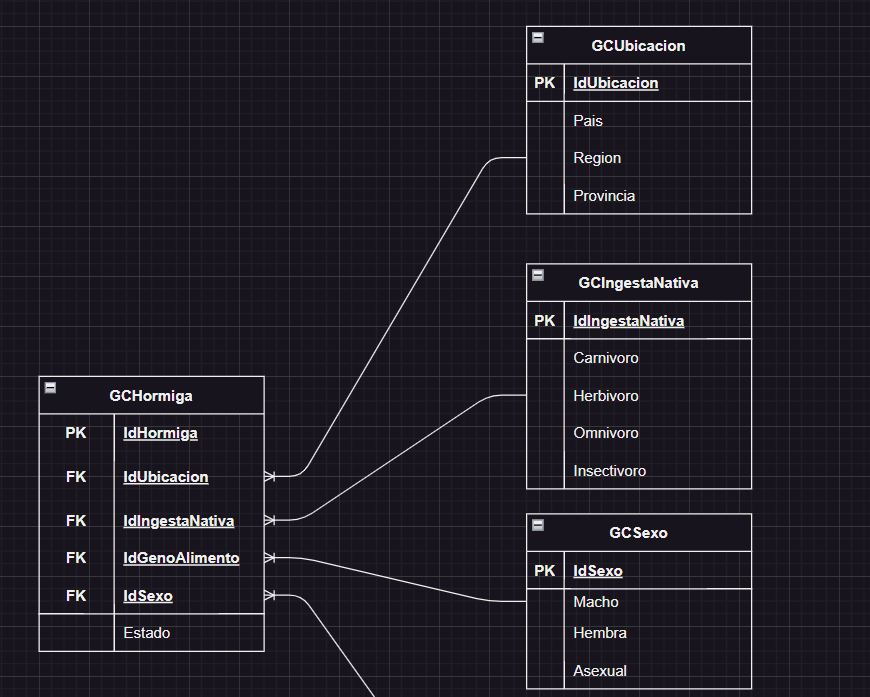 GCUbicacion
PK IdUbicacion
Pais
Region
Provincia
GCIngestaNativa
PK IdIngestaNativa
Carnivoro
Herbivoro
Omnivoro
Insectivoro
GCHormiga
PK IdHormiga
FK IdUbicacion
FK IdIngestaNativa
FK IdGenoAlimento
FK IdSexo
Estado
GCSexo
PK IdSexo
Macho
Hembra
Asexual